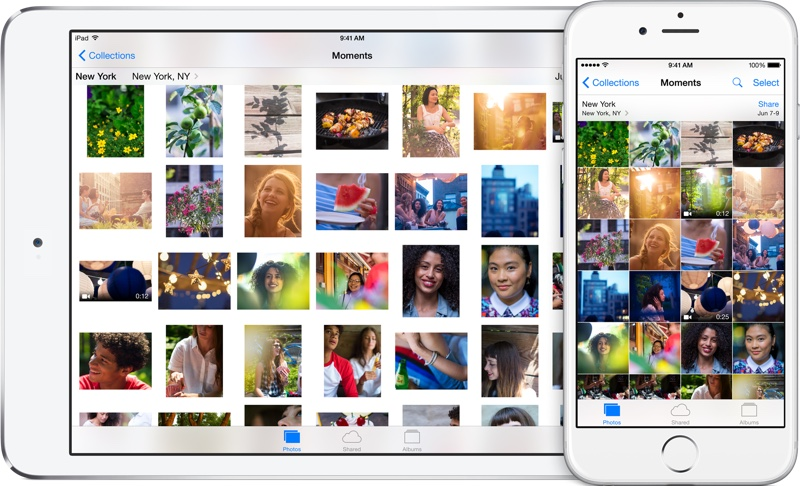 iPad 9:41 AM
Collections Moments
New York New York, NY
0:12
Photos Shared Albums
9:41 AM 100%
Collections Moments Select
New York Share
New York, NY Jun 7-9
0:12
0:25
Photos Shared Albums